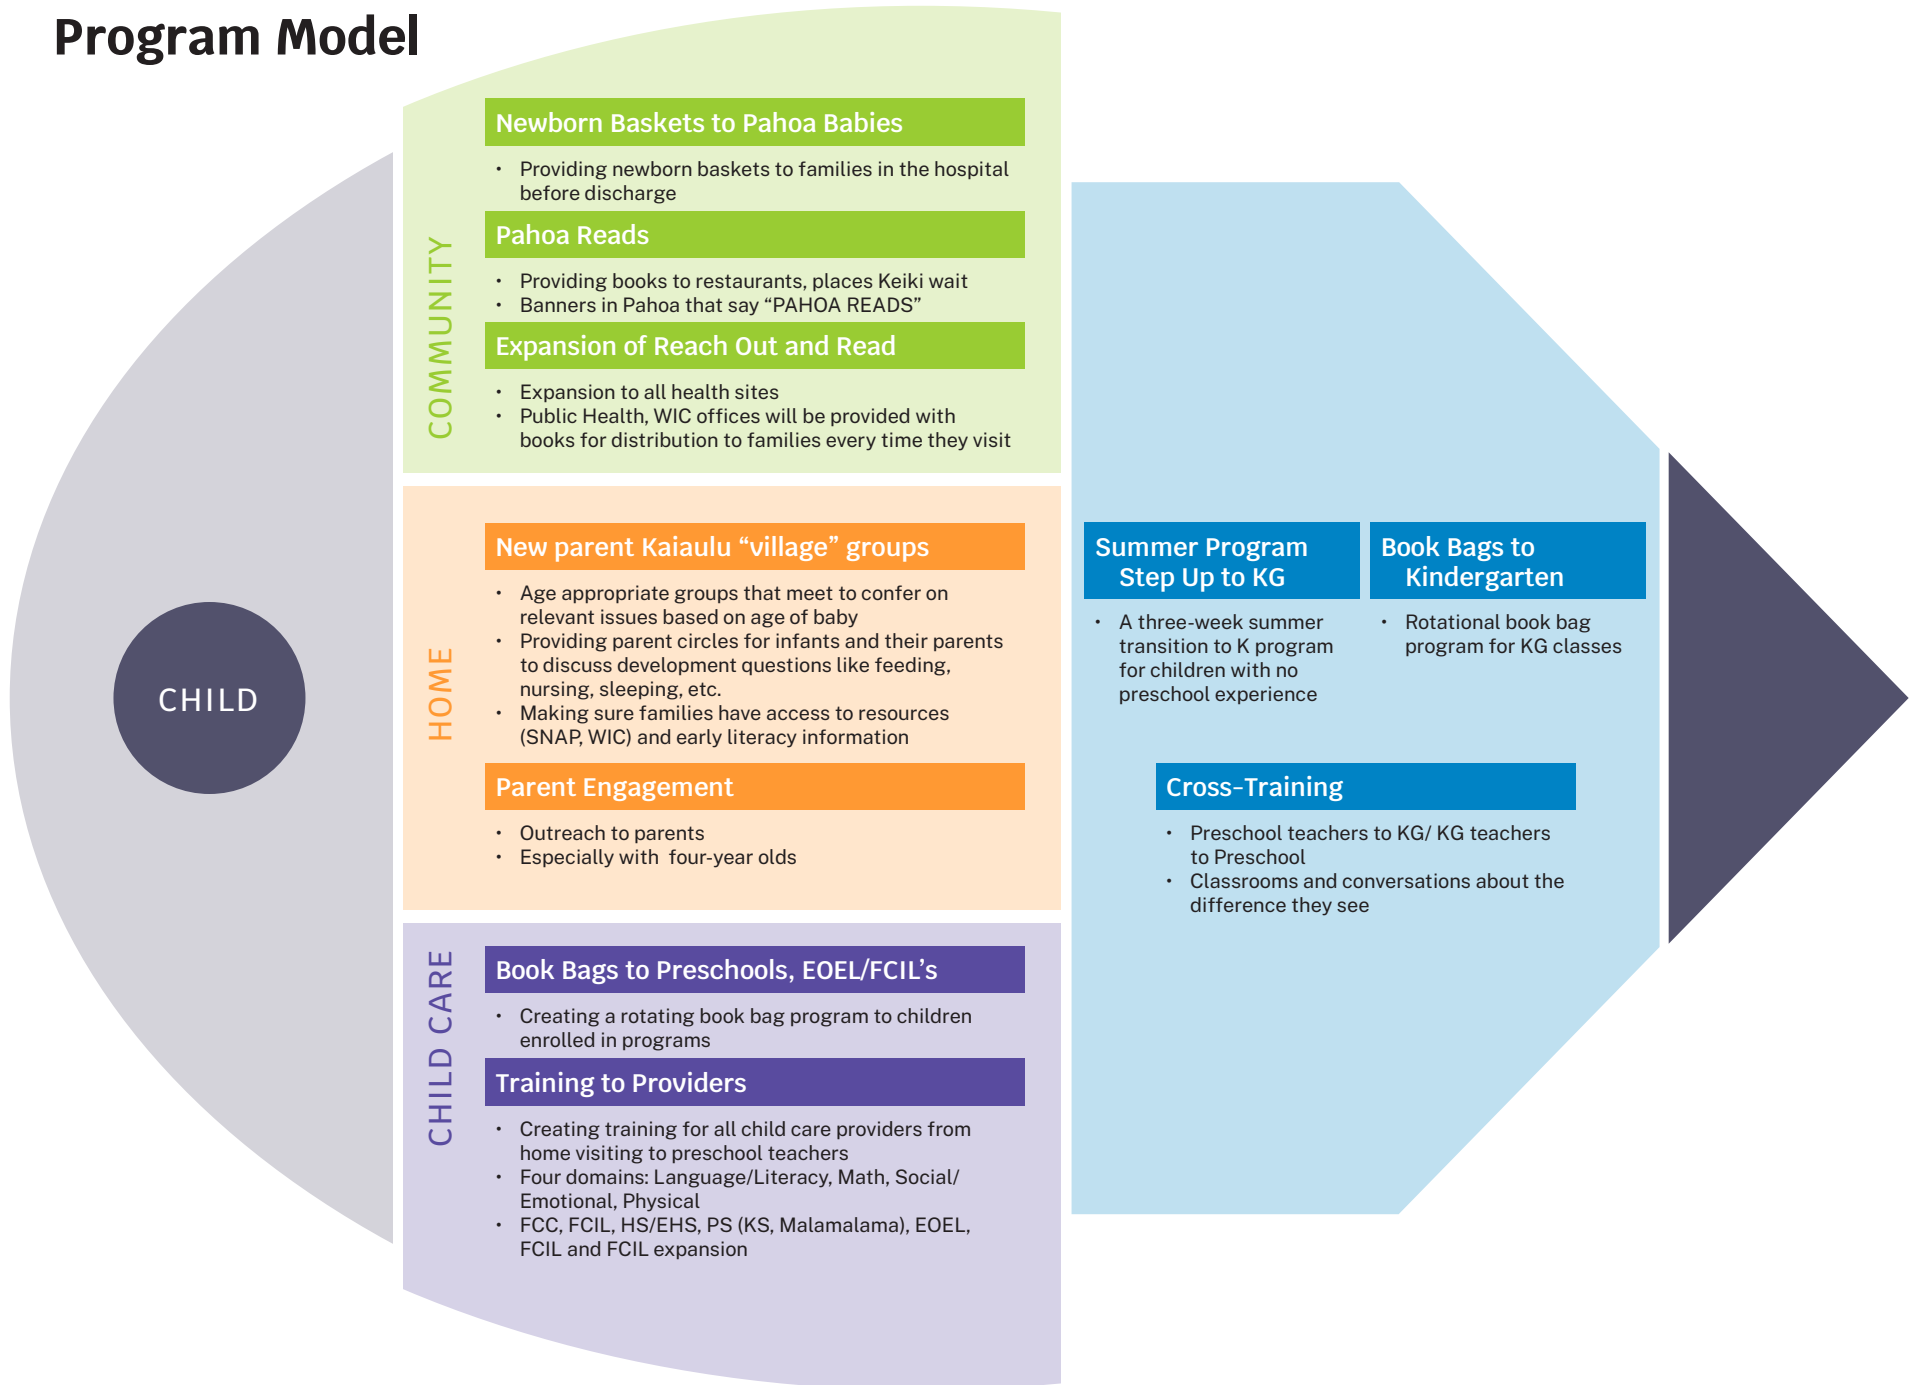 Program Model
CHILD
COMMUNITY
Newborn Baskets to Pahoa Babies
• Providing newborn baskets to families in the hospital
before discharge
Pahoa Reads
• Providing books to restaurants, places Keiki wait
• Banners in Pahoa that say “PAHOA READS”
Expansion of Reach Out and Read
• Expansion to all health sites
• Public Health, WIC offices will be provided with
books for distribution to families every time they visit
HOME
New parent Kaiaulu “village” groups
• Age appropriate groups that meet to confer on
relevant issues based on age of baby
• Providing parent circles for infants and their parents
to discuss development questions like feeding,
nursing, sleeping, etc.
• Making sure families have access to resources
(SNAP, WIC) and early literacy information
Parent Engagement
• Outreach to parents
• Especially with four-year olds
CHILD CARE
Book Bags to Preschools, EOEL/FCIL’s
• Creating a rotating book bag program to children
enrolled in programs
Training to Providers
• Creating training for all child care providers from
home visiting to preschool teachers
• Four domains: Language/Literacy, Math, Social/
Emotional, Physical
• FCC, FCIL, HS/EHS, PS (KS, Malamalama), EOEL,
FCIL and FCIL expansion
Summer Program
Step Up to KG
• A three-week summer
transition to K program
for children with no
preschool experience
Book Bags to
Kindergarten
• Rotational book bag
program for KG classes
Cross-Training
• Preschool teachers to KG/ KG teachers
to Preschool
• Classrooms and conversations about the
difference they see